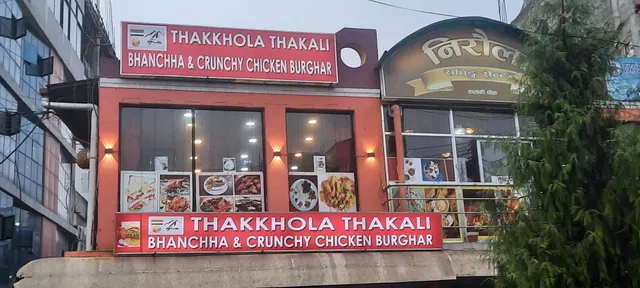 THAKKHOLA THAKALI
BHANCHHA & CRUNCHY CHICKEN BURGHAR
निरौला
THAKKHOLA THAKALI
BHANCHHA & CRUNCHY CHICKEN BURGHAR